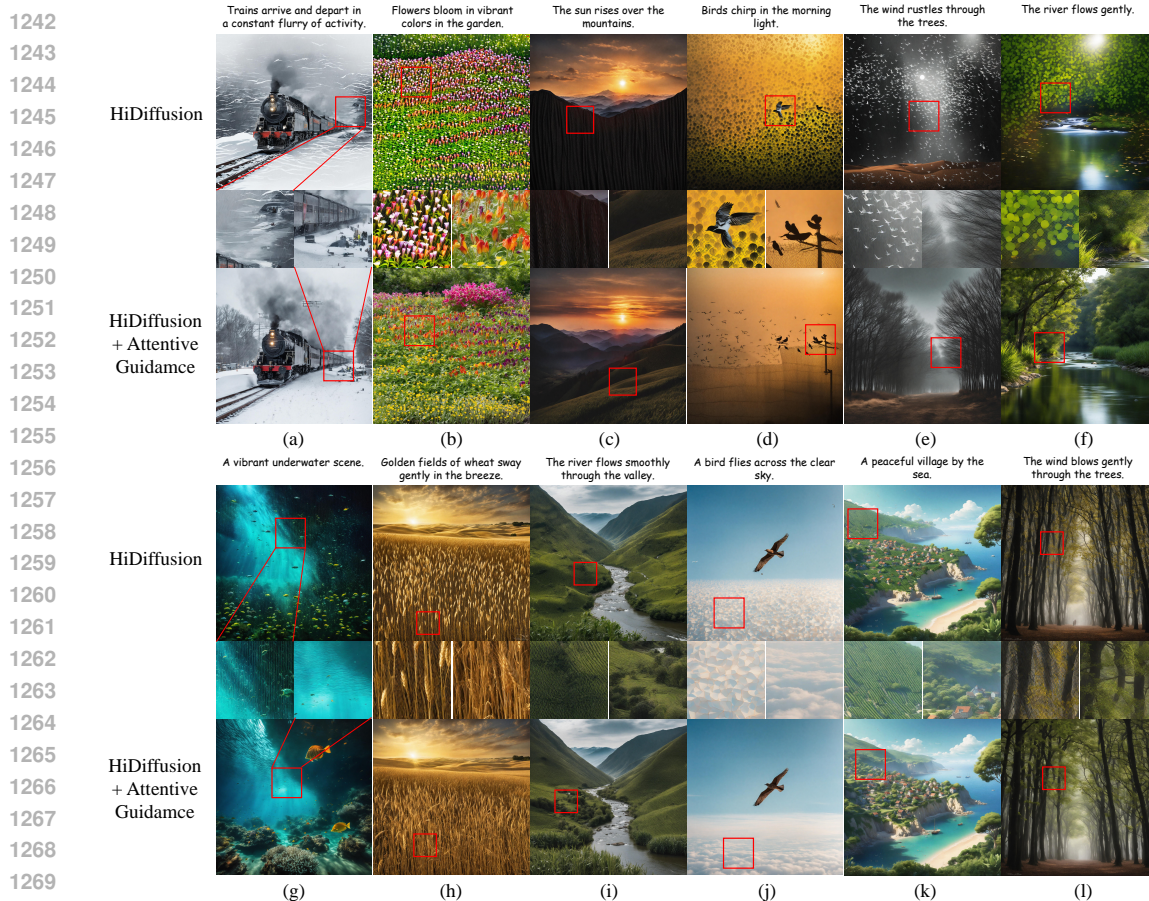 1242
1243
1244
1245
1246
1247
1248
1249
1250
1251
1252
1253
1254
1255
1256
1257
1258
1259
1260
1261
1262
1263
1264
1265
1266
1267
1268
1269
Trains arrive and depart in
a constant flurry of activity.
Flowers bloom in vibrant
colors in the garden.
The sun rises over the
mountains.
Birds chirp in the morning
light.
The wind rustles through
the trees.
The river flows gently.
HiDiffusion
HiDiffusion
+ Attentive
Guidamce
(a)
(b)
(c)
(d)
(e)
(f)
A vibrant underwater scene.
Golden fields of wheat sway
gently in the breeze.
The river flows smoothly
through the valley.
A bird flies across the clear
sky.
A peaceful village by the
sea.
The wind blows gently
through the trees.
HiDiffusion
HiDiffusion
+ Attentive
Guidamce
(g)
(h)
(i)
(j)
(k)
(l)